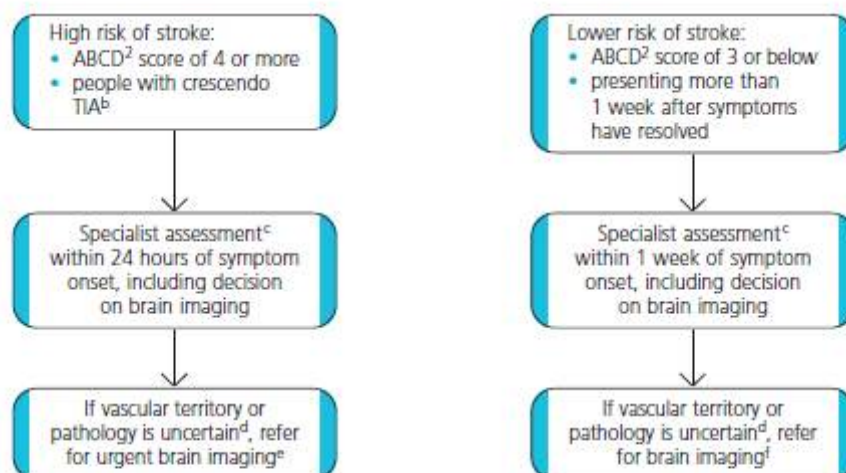 High risk of stroke:
• ABCD² score of 4 or more
• people with crescendo
TIAᵇ
Specialist assessmentᶜ
within 24 hours of symptom
onset, including decision
on brain imaging
If vascular territory or
pathology is uncertainᵈ, refer
for urgent brain imagingᵉ
Lower risk of stroke:
• ABCD² score of 3 or below
• presenting more than
1 week after symptoms
have resolved
Specialist assessmentᶜ
within 1 week of symptom
onset, including decision
on brain imaging
If vascular territory or
pathology is uncertainᵈ, refer
for brain imagingᶠ